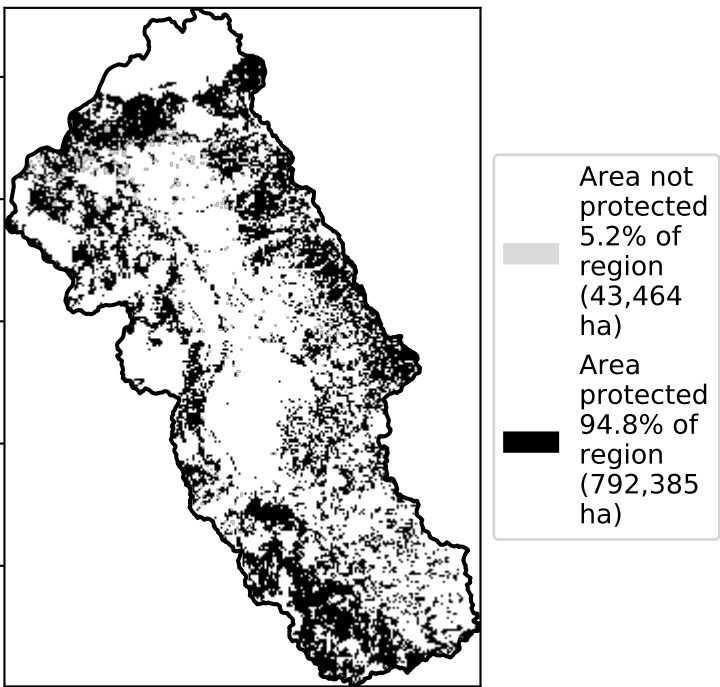 Area not
protected
5.2% of
region
(43,464
ha)
Area
protected
94.8% of
region
(792,385
ha)